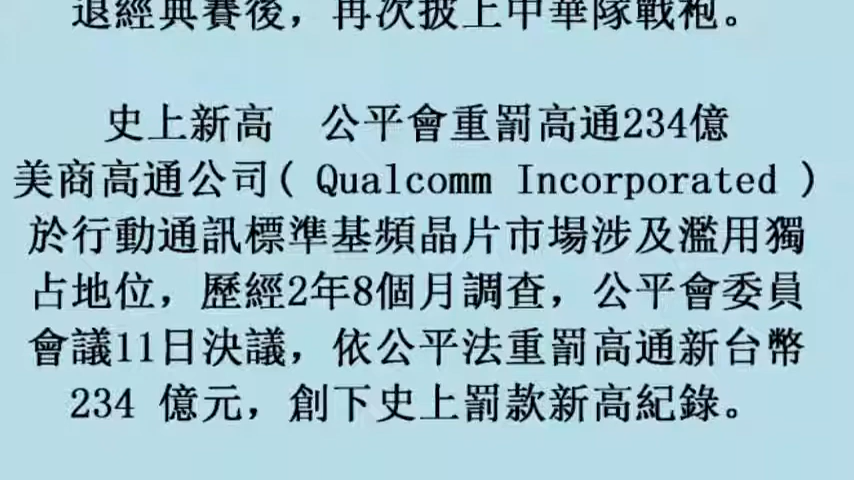 退經典賽後，再次披上中華隊戰袍。
史上新高　公平會重罰高通234億
美商高通公司( Qualcomm Incorporated )
於行動通訊標準基頻晶片市場涉及濫用獨
占地位，歷經2年8個月調查，公平會委員
會議11日決議，依公平法重罰高通新台幣
234 億元，創下史上罰款新高紀錄。